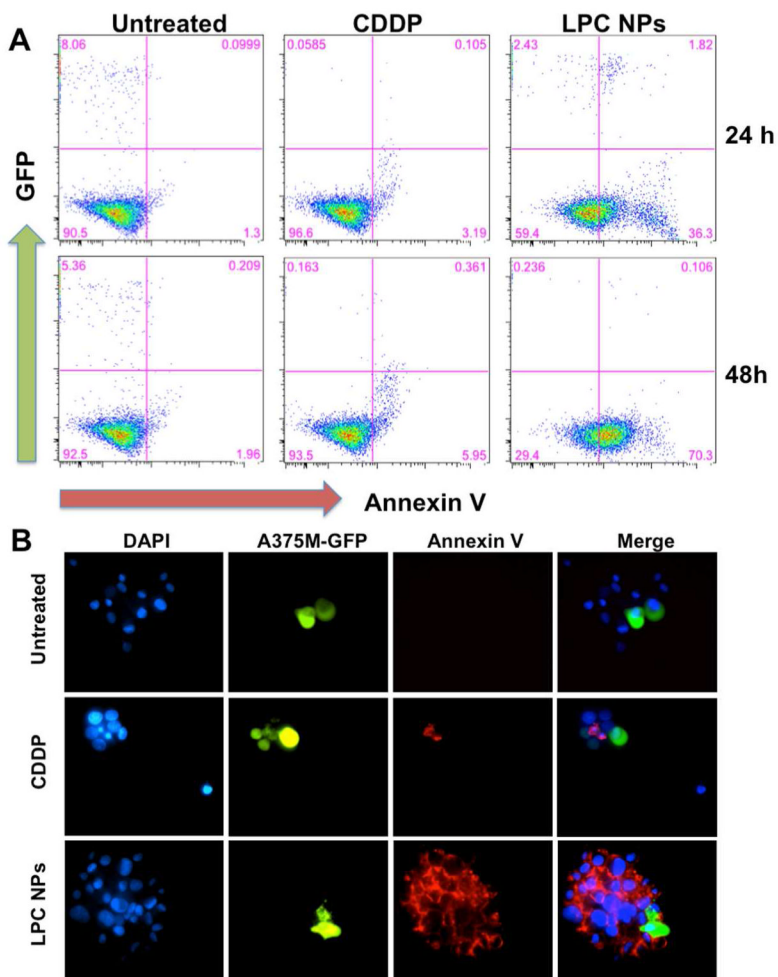 A
Untreated CDDP LPC NPs
8.06 0.0999 0.0585 0.105 2.43 1.82
24 h
GFP
90.5 1.3 96.6 3.19 59.4 36.3
5.36 0.209 0.163 0.361 0.236 0.106
48h
92.5 1.96 93.5 5.95 29.4 70.3
Annexin V
B
DAPI A375M-GFP Annexin V Merge
Untreated
CDDP
LPC NPs